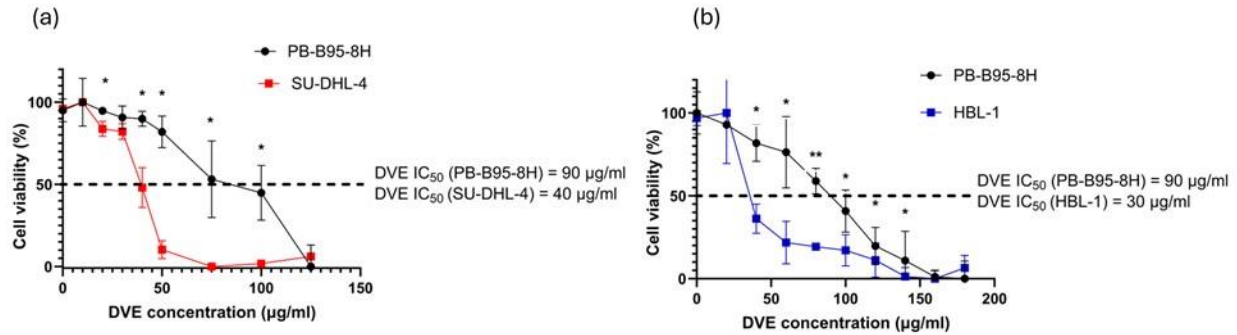 (a)
PB-B95-8H
SU-DHL-4
* * * * *
100
50
0
Cell viability (%)
0 50 100 150
DVE concentration (µg/ml)
DVE IC₅₀ (PB-B95-8H) = 90 µg/ml
DVE IC₅₀ (SU-DHL-4) = 40 µg/ml
(b)
PB-B95-8H
HBL-1
* * ** * * *
100
50
0
Cell viability (%)
0 50 100 150 200
DVE concentration (µg/ml)
DVE IC₅₀ (PB-B95-8H) = 90 µg/ml
DVE IC₅₀ (HBL-1) = 30 µg/ml